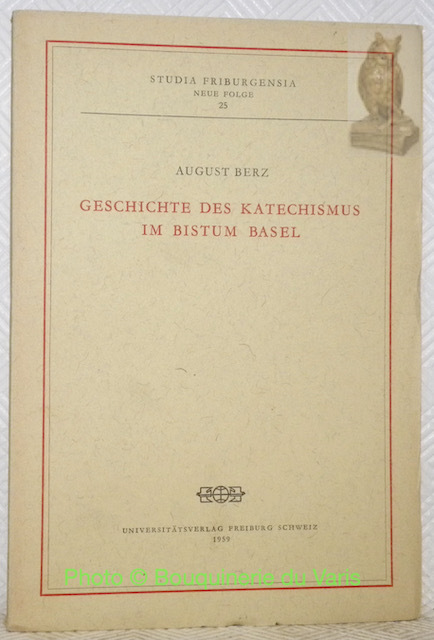 STUDIA FRIBURGENSIA
NEUE FOLGE
25
AUGUST BERZ
GESCHICHTE DES KATECHISMUS
IM BISTUM BASEL
UNIVERSITÄTSVERLAG FREIBURG SCHWEIZ
1959
Photo © Bouquinerie du Varis